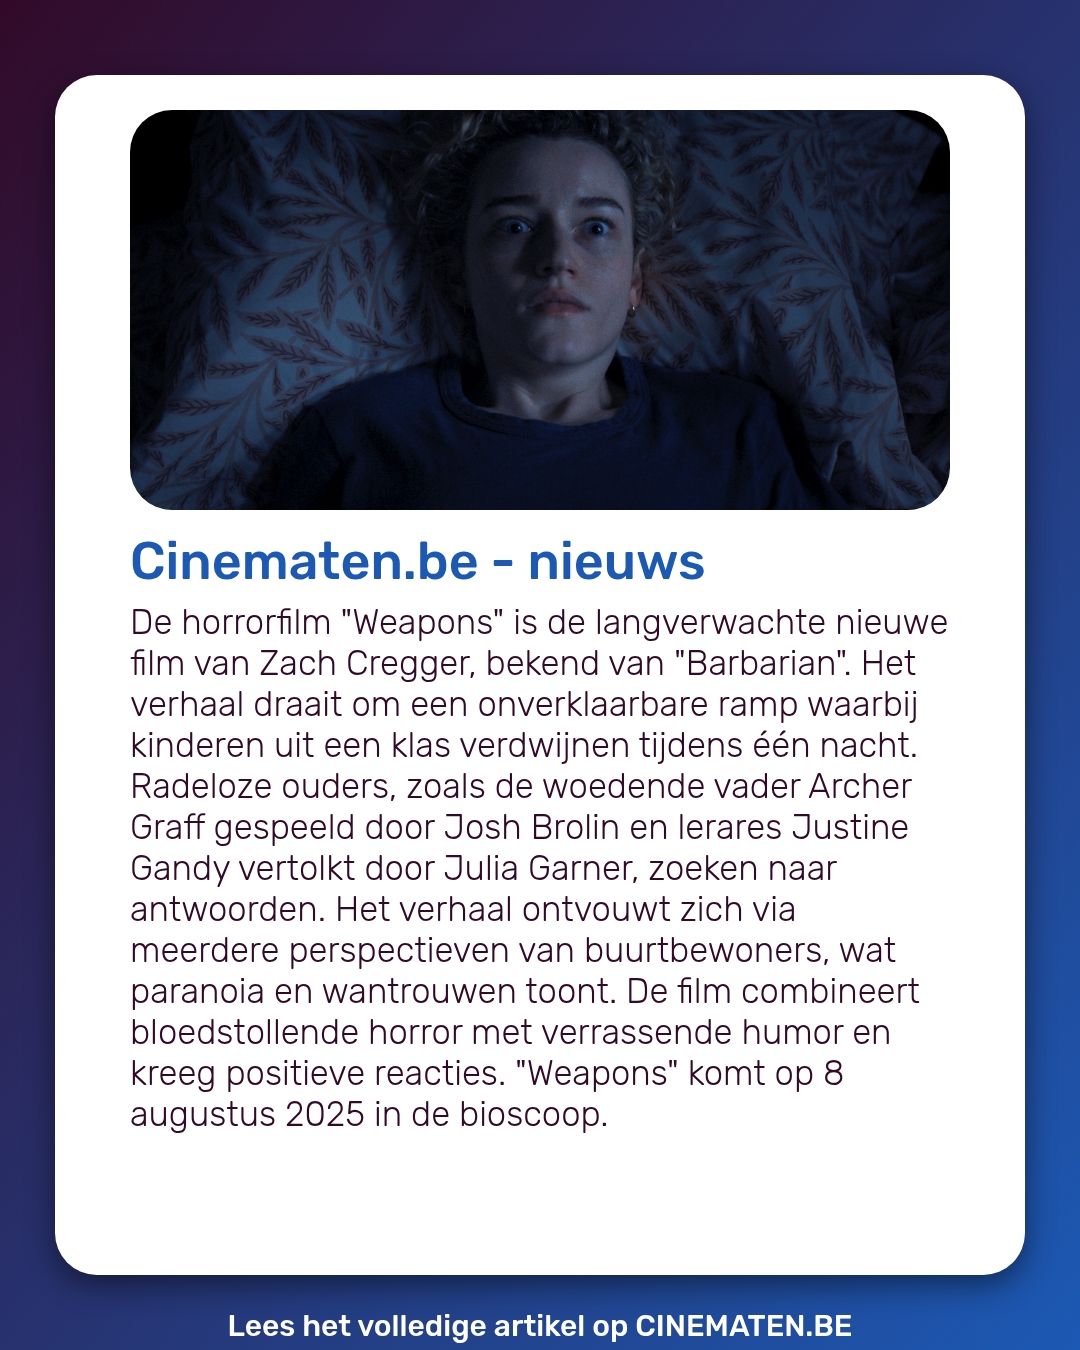 Cinematen.be - nieuws
De horrorfilm "Weapons" is de langverwachte nieuwe
film van Zach Cregger, bekend van "Barbarian". Het
verhaal draait om een onverklaarbare ramp waarbij
kinderen uit een klas verdwijnen tijdens één nacht.
Radeloze ouders, zoals de woedende vader Archer
Graff gespeeld door Josh Brolin en lerares Justine
Gandy vertolkt door Julia Garner, zoeken naar
antwoorden. Het verhaal ontvouwt zich via
meerdere perspectieven van buurtbewoners, wat
paranoia en wantrouwen toont. De film combineert
bloedstollende horror met verrassende humor en
kreeg positieve reacties. "Weapons" komt op 8
augustus 2025 in de bioscoop.
Lees het volledige artikel op CINEMATEN.BE